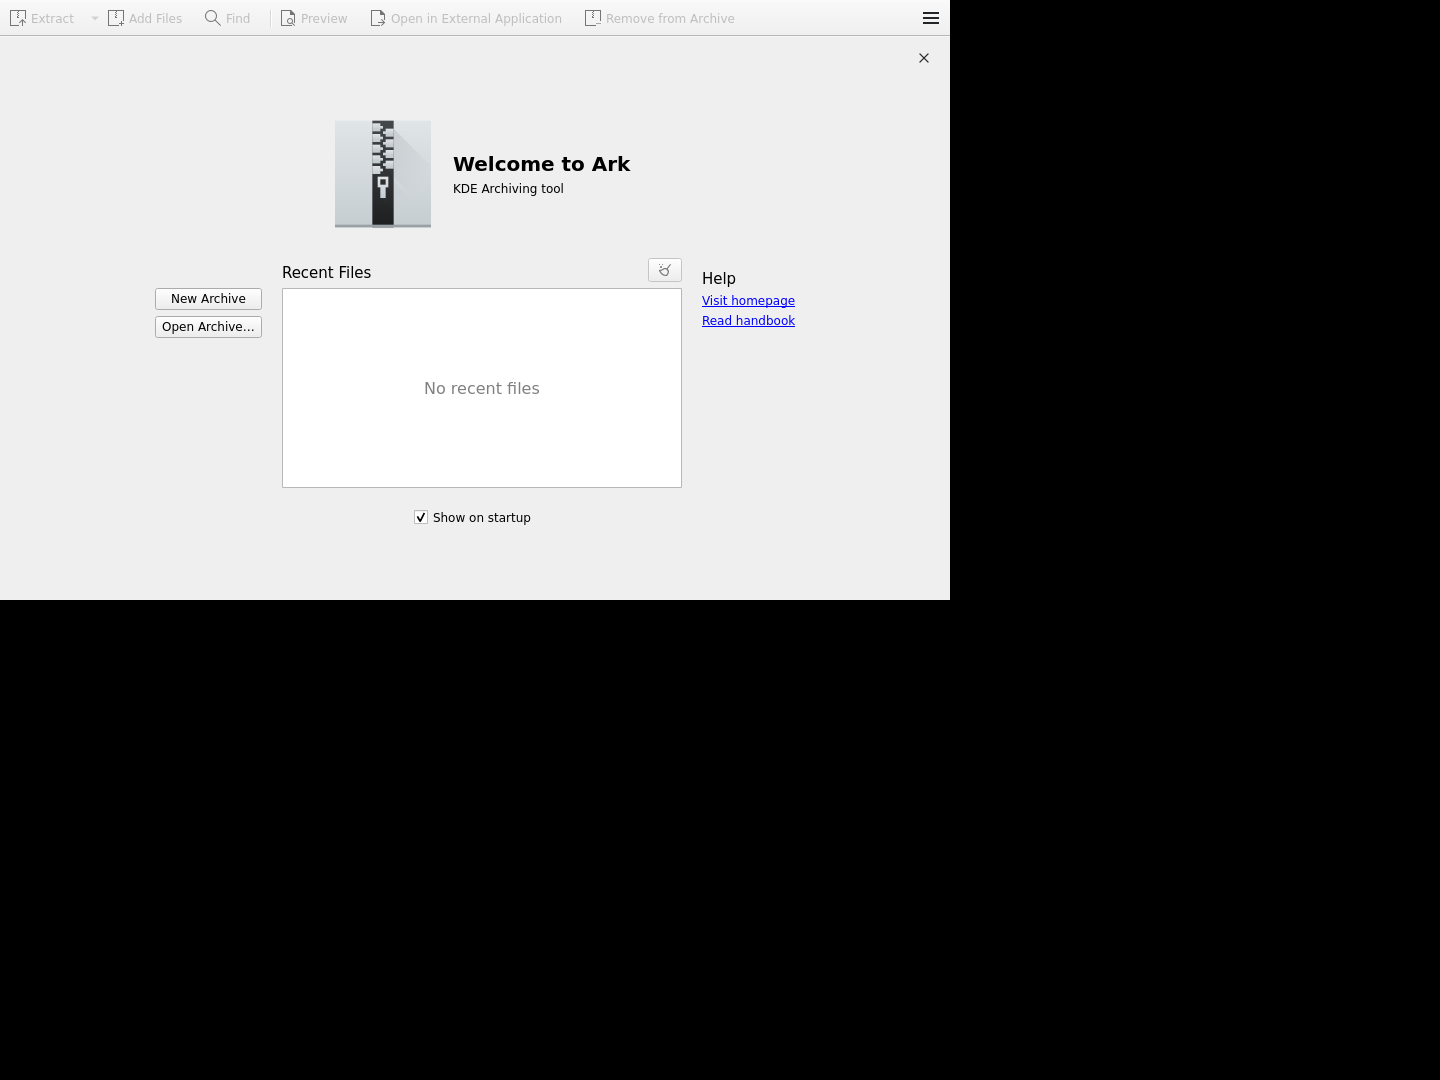 Extract
Add Files
Find
Preview
Open in External Application
Remove from Archive
Welcome to Ark
KDE Archiving tool
Recent Files
Help
New Archive
Visit homepage
Open Archive...
Read handbook
No recent files
Show on startup